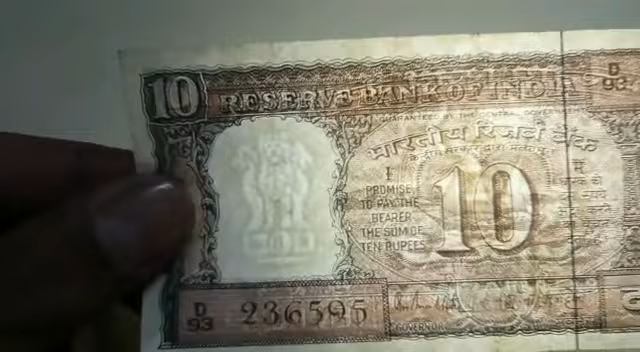 10 RESERVE BANK OF INDIA
D
93
GUARANTEED BY THE CENTRAL
भारतीय रिज़र्व बैंक
I
PROMISE
TO PAY THE
BEARER
THE SUM OF
TEN RUPEES
10
D
93
236595
GOVERNOR